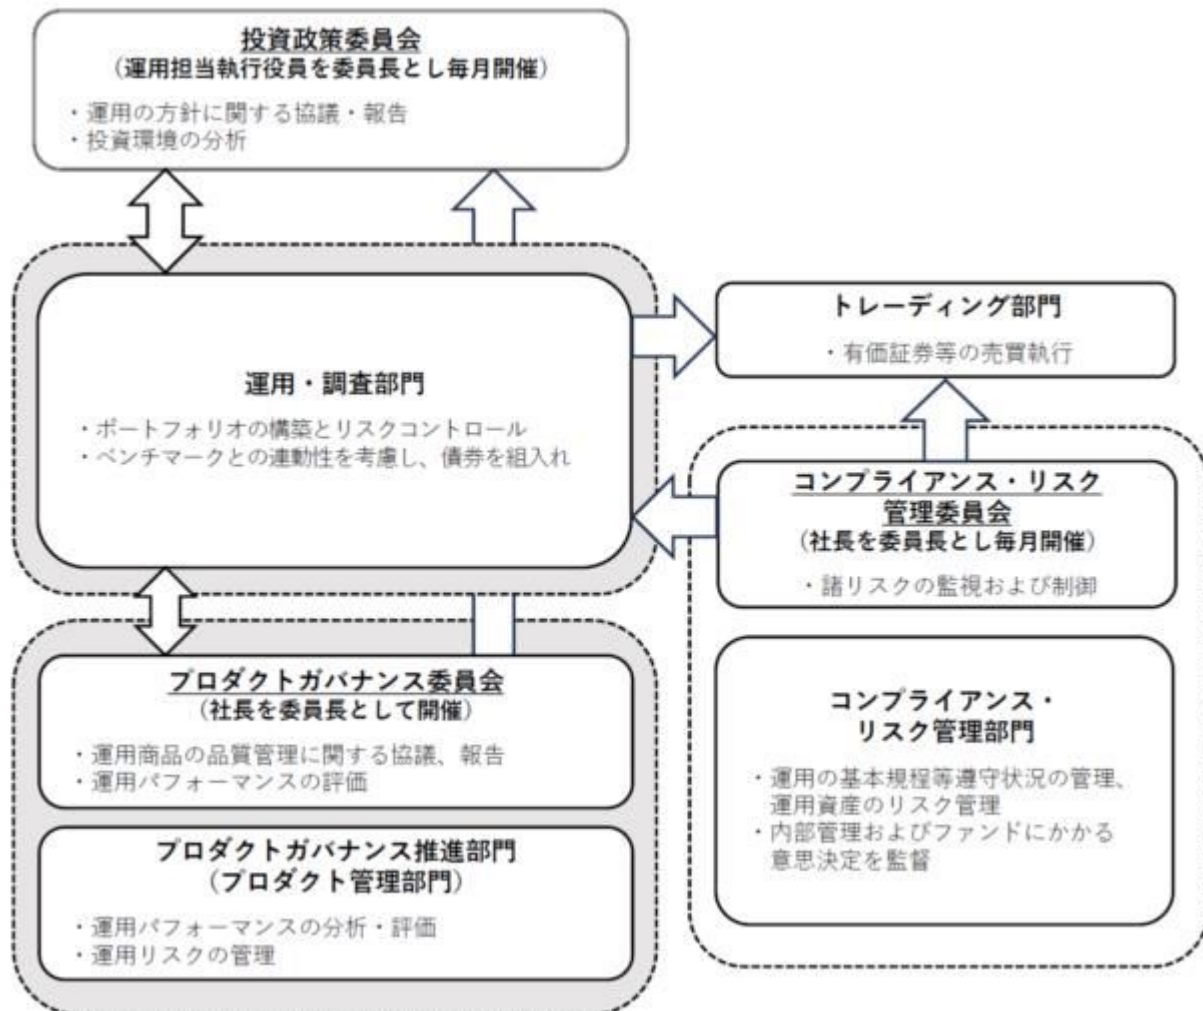 投資政策委員会
(運用担当執行役員を委員長とし毎月開催)
・運用の方針に関する協議・報告
・投資環境の分析
運用・調査部門
・ポートフォリオの構築とリスクコントロール
・ベンチマークとの連動性を考慮し、債券を組入れ
トレーディング部門
・有価証券等の売買執行
コンプライアンス・リスク
管理委員会
(社長を委員長とし毎月開催)
・諸リスクの監視および制御
プロダクトガバナンス委員会
(社長を委員長として開催)
・運用商品の品質管理に関する協議、報告
・運用パフォーマンスの評価
プロダクトガバナンス推進部門
(プロダクト管理部門)
・運用パフォーマンスの分析・評価
・運用リスクの管理
コンプライアンス・
リスク管理部門
・運用の基本規程等遵守状況の管理、
運用資産のリスク管理
・内部管理およびファンドにかかる
意思決定を監督